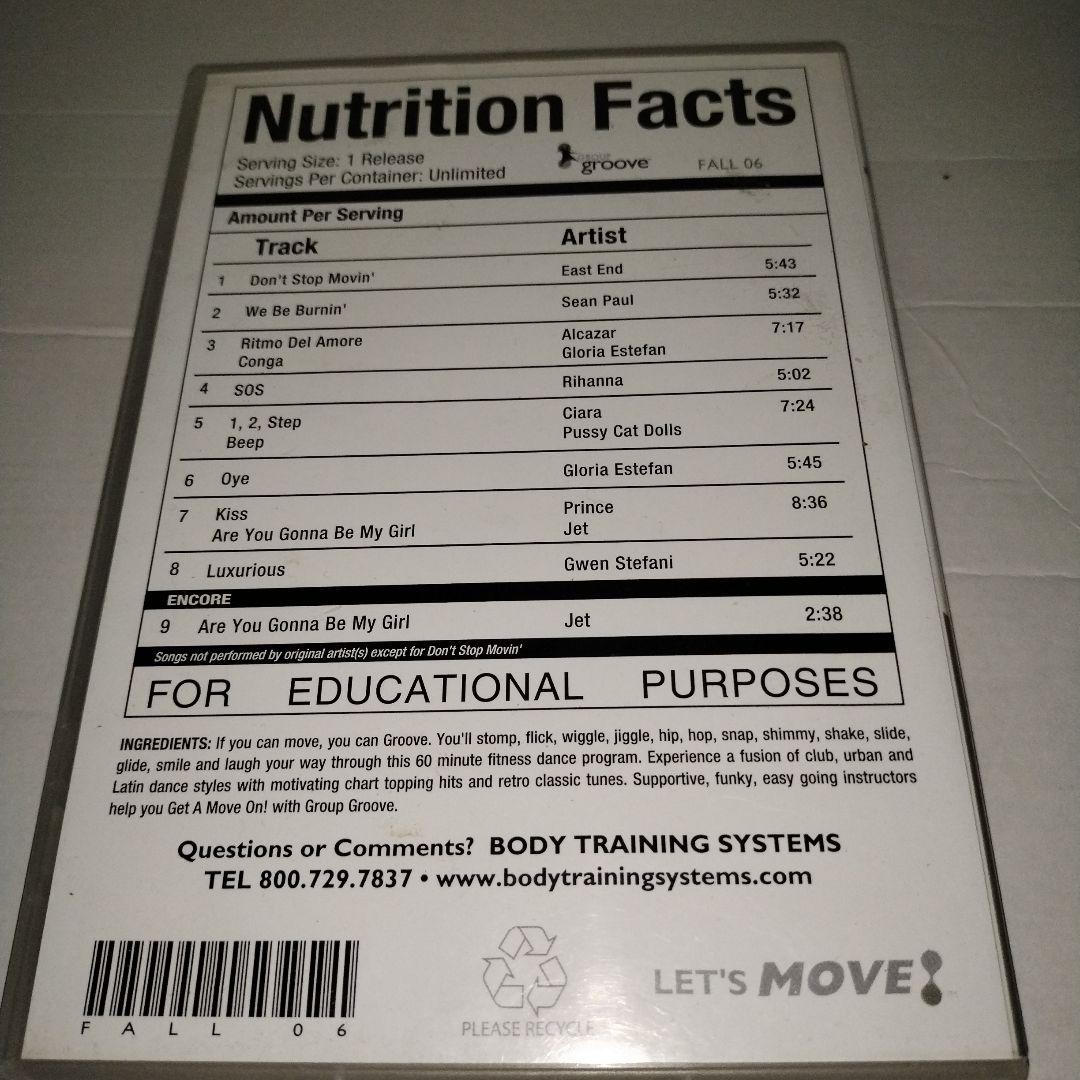 Nutrition Facts
Serving Size: 1 Release
Servings Per Container: Unlimited
GROUP
groove
FALL 06
Amount Per Serving
Track Artist
1 Don't Stop Movin' East End 5:43
2 We Be Burnin' Sean Paul 5:32
3 Ritmo Del Amore Alcazar 7:17
Conga Gloria Estefan
4 SOS Rihanna 5:02
5 1, 2, Step Ciara 7:24
Beep Pussy Cat Dolls
6 Oye Gloria Estefan 5:45
7 Kiss Prince 8:36
Are You Gonna Be My Girl Jet
8 Luxurious Gwen Stefani 5:22
ENCORE
9 Are You Gonna Be My Girl Jet 2:38
Songs not performed by original artist(s) except for Don't Stop Movin'
FOR EDUCATIONAL PURPOSES
INGREDIENTS: If you can move, you can Groove. You'll stomp, flick, wiggle, jiggle, hip, hop, snap, shimmy, shake, slide,
glide, smile and laugh your way through this 60 minute fitness dance program. Experience a fusion of club, urban and
Latin dance styles with motivating chart topping hits and retro classic tunes. Supportive, funky, easy going instructors
help you Get A Move On! with Group Groove.
Questions or Comments? BODY TRAINING SYSTEMS
TEL 800.729.7837 • www.bodytrainingsystems.com
FALL 06
PLEASE RECYCLE
LET'S MOVE!